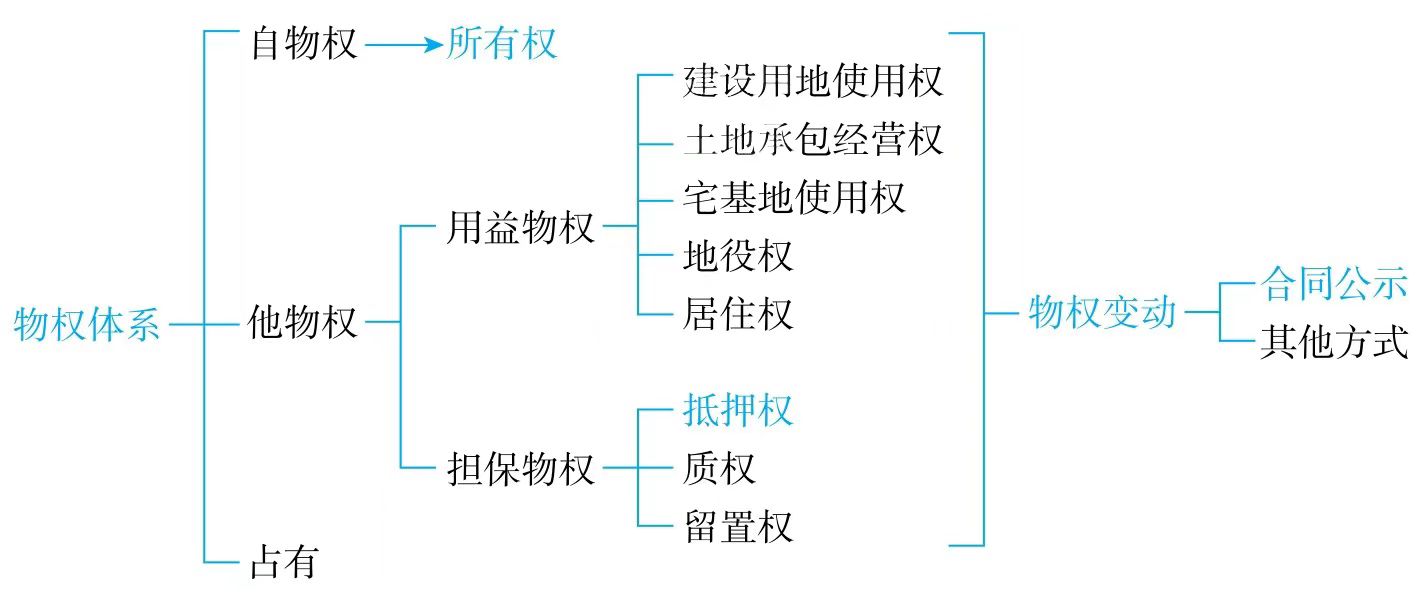 自物权
所有权
建设用地使用权
土地承包经营权
宅基地使用权
用益物权
地役权
居住权
物权体系
他物权
物权变动
合同公示
其他方式
抵押权
担保物权
质权
留置权
占有